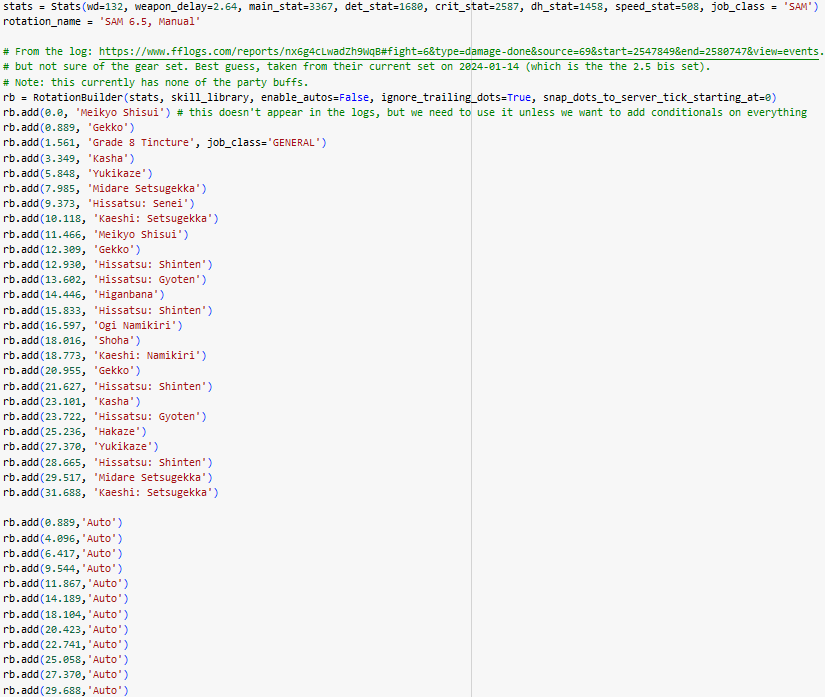 stats = Stats(wd=132, weapon_delay=2.64, main_stat=3367, det_stat=1680, crit_stat=2587, dh_stat=1458, speed_stat=508, job_class = 'SAM')
rotation_name = 'SAM 6.5, Manual'

# From the log: https://www.fflogs.com/reports/nx6g4cLwadZh9WqB#fight=6&type=damage-done&source=69&start=2547849&end=2580747&view=events.
# but not sure of the gear set. Best guess, taken from their current set on 2024-01-14 (which is the the 2.5 bis set).
# Note: this currently has none of the party buffs.
rb = RotationBuilder(stats, skill_library, enable_autos=False, ignore_trailing_dots=True, snap_dots_to_server_tick_starting_at=0)
rb.add(0.0, 'Meikyo Shisui') # this doesn't appear in the logs, but we need to use it unless we want to add conditionals on everything
rb.add(0.889, 'Gekko')
rb.add(1.561, 'Grade 8 Tincture', job_class='GENERAL')
rb.add(3.349, 'Kasha')
rb.add(5.848, 'Yukikaze')
rb.add(7.985, 'Midare Setsugekka')
rb.add(9.373, 'Hissatsu: Senei')
rb.add(10.118, 'Kaeshi: Setsugekka')
rb.add(11.466, 'Meikyo Shisui')
rb.add(12.309, 'Gekko')
rb.add(12.930, 'Hissatsu: Shinten')
rb.add(13.602, 'Hissatsu: Gyoten')
rb.add(14.446, 'Higanbana')
rb.add(15.833, 'Hissatsu: Shinten')
rb.add(16.597, 'Ogi Namikiri')
rb.add(18.016, 'Shoha')
rb.add(18.773, 'Kaeshi: Namikiri')
rb.add(20.955, 'Gekko')
rb.add(21.627, 'Hissatsu: Shinten')
rb.add(23.101, 'Kasha')
rb.add(23.722, 'Hissatsu: Gyoten')
rb.add(25.236, 'Hakaze')
rb.add(27.370, 'Yukikaze')
rb.add(28.665, 'Hissatsu: Shinten')
rb.add(29.517, 'Midare Setsugekka')
rb.add(31.688, 'Kaeshi: Setsugekka')

rb.add(0.889,'Auto')
rb.add(4.096,'Auto')
rb.add(6.417,'Auto')
rb.add(9.544,'Auto')
rb.add(11.867,'Auto')
rb.add(14.189,'Auto')
rb.add(18.104,'Auto')
rb.add(20.423,'Auto')
rb.add(22.741,'Auto')
rb.add(25.058,'Auto')
rb.add(27.370,'Auto')
rb.add(29.688,'Auto')